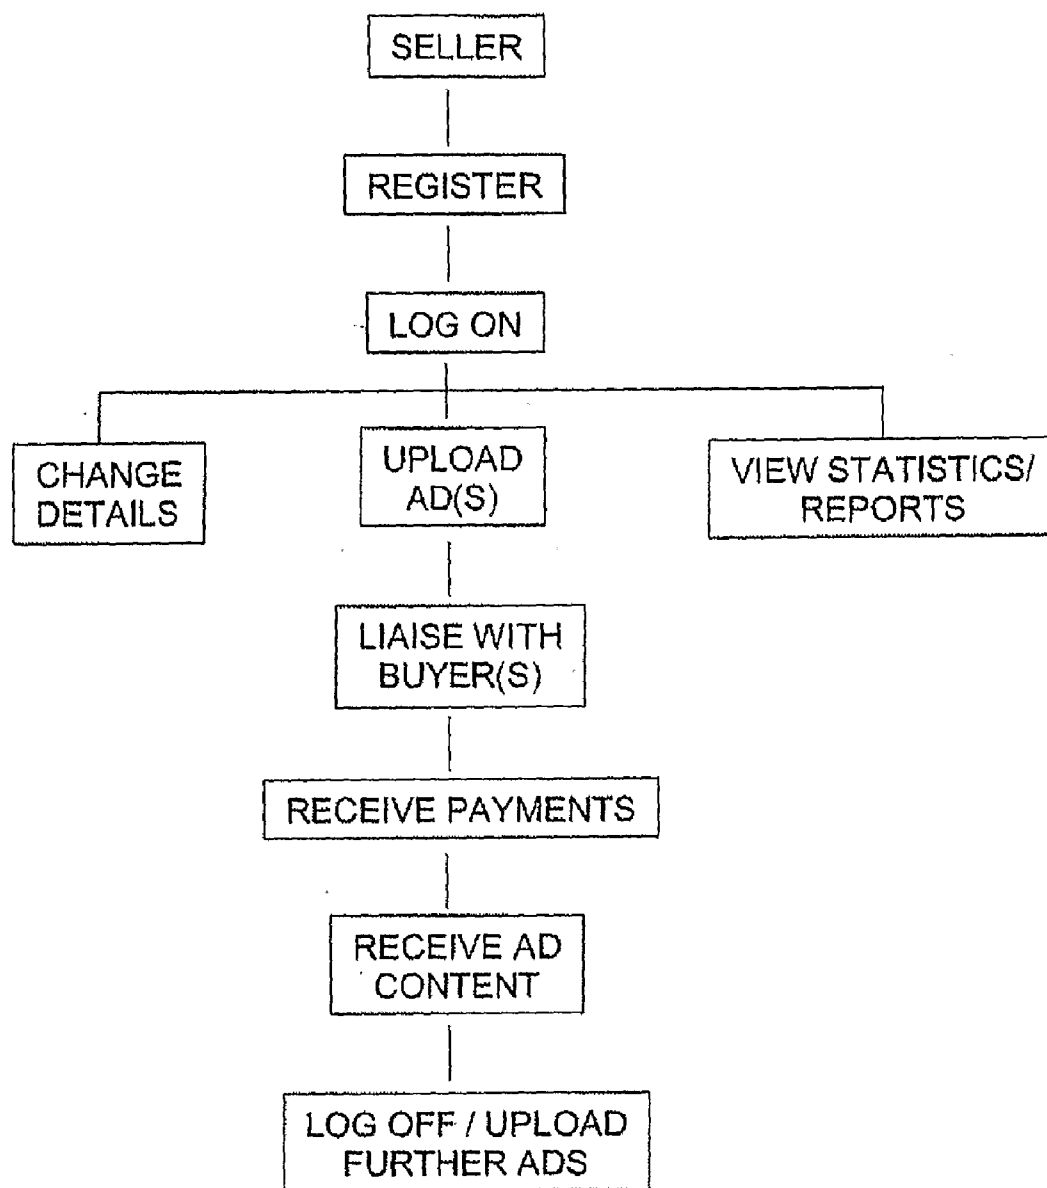 SELLER
REGISTER
LOG ON
CHANGE
DETAILS
UPLOAD
AD(S)
VIEW STATISTICS/
REPORTS
LIAISE WITH
BUYER(S)
RECEIVE PAYMENTS
RECEIVE AD
CONTENT
LOG OFF / UPLOAD
FURTHER ADS